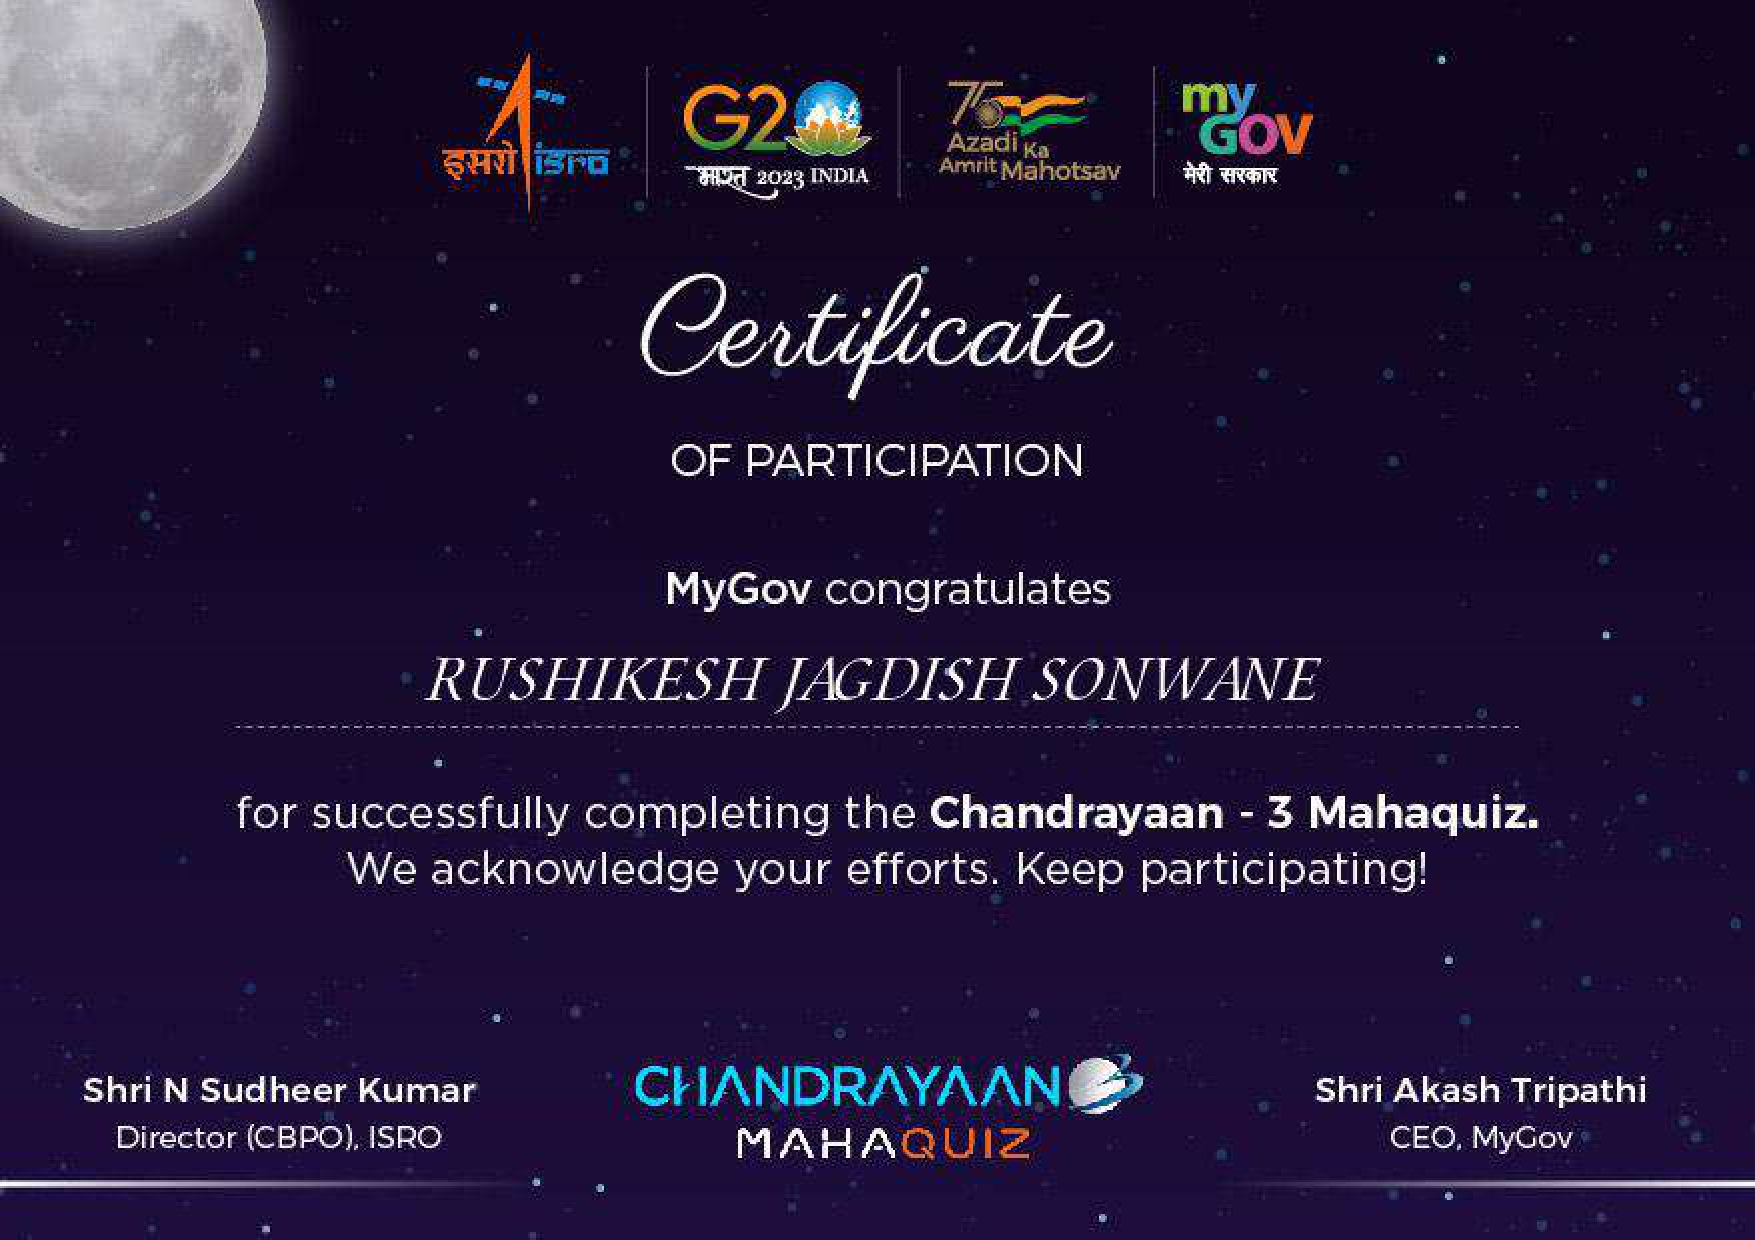 इसरो isro
G20
भारत 2023 INDIA
75
Azadi Ka
Amrit Mahotsav
my
GOV
मेरी सरकार
Certificate
OF PARTICIPATION
MyGov congratulates
RUSHIKESH JAGDISH SONWANE
for successfully completing the Chandrayaan - 3 Mahaquiz.
We acknowledge your efforts. Keep participating!
Shri N Sudheer Kumar
Director (CBPO), ISRO
CHANDRAYAAN 3
MAHAQUIZ
Shri Akash Tripathi
CEO, MyGov